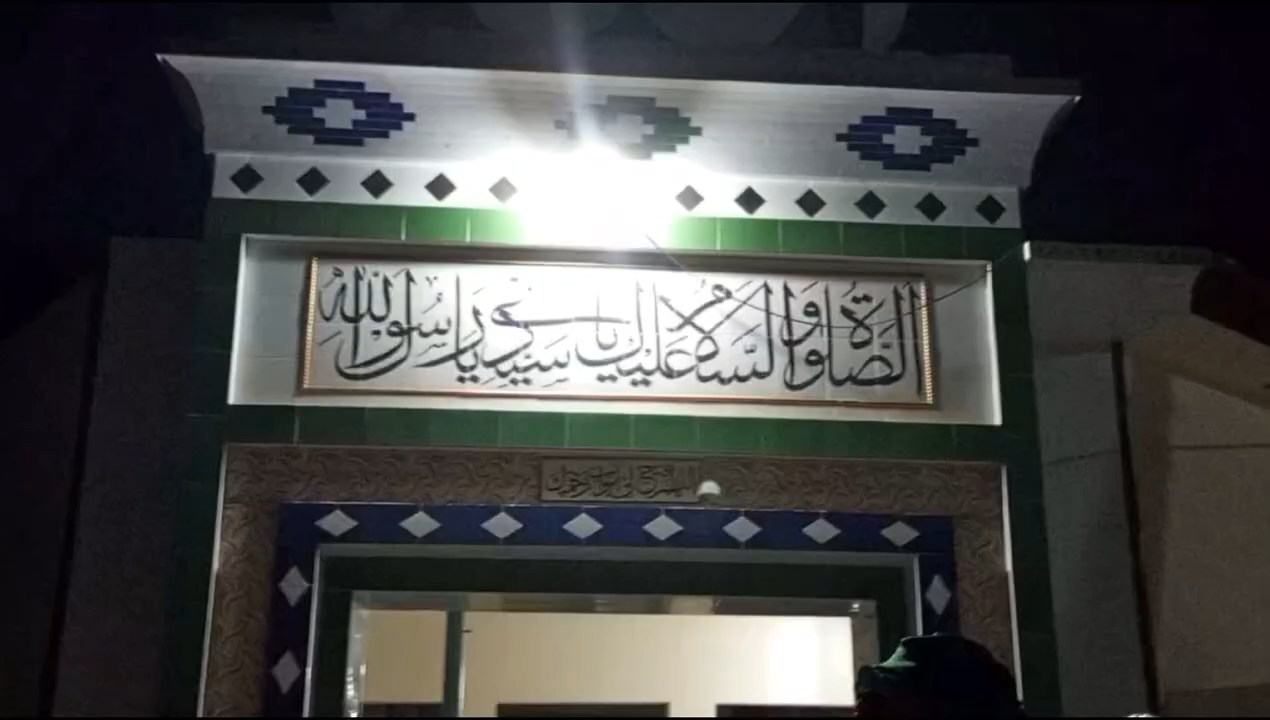 الصلوٰة والسلام عليك يا سيدي يا رسول الله